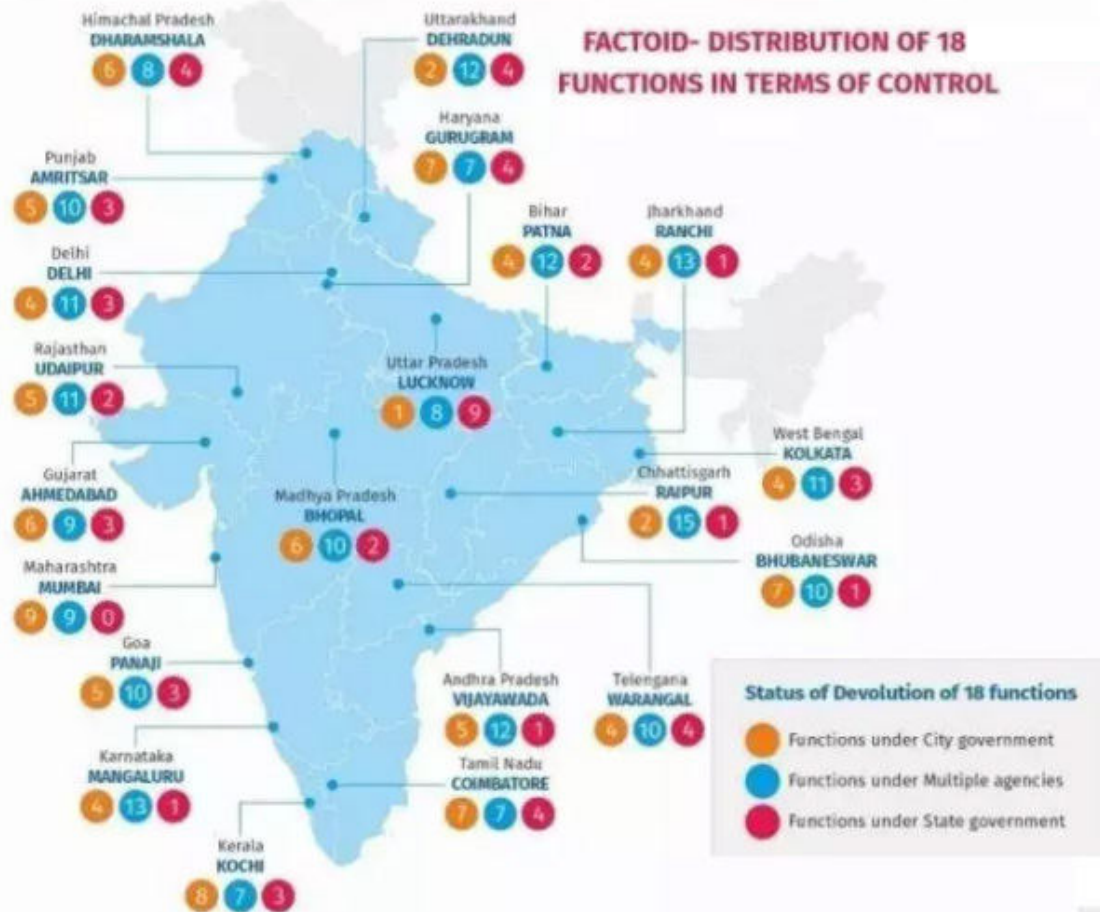 FACTOID- DISTRIBUTION OF 18
FUNCTIONS IN TERMS OF CONTROL
Himachal Pradesh
DHARAMSHALA
6 8 4
Uttarakhand
DEHRADUN
2 12 4
Haryana
GURUGRAM
7 7 4
Punjab
AMRITSAR
5 10 3
Bihar
PATNA
4 12 2
Jharkhand
RANCHI
4 13 1
Delhi
DELHI
4 11 3
Rajasthan
UDAIPUR
5 11 2
Uttar Pradesh
LUCKNOW
1 8 9
West Bengal
KOLKATA
4 11 3
Gujarat
AHMEDABAD
6 9 3
Madhya Pradesh
BHOPAL
6 10 2
Chhattisgarh
RAIPUR
2 15 1
Odisha
BHUBANESWAR
7 10 1
Maharashtra
MUMBAI
9 9 0
Goa
PANAJI
5 10 3
Andhra Pradesh
VIJAYAWADA
5 12 1
Telengana
WARANGAL
4 10 4
Karnataka
MANGALURU
4 13 1
Tamil Nadu
COIMBATORE
7 7 4
Kerala
KOCHI
8 7 3
Status of Devolution of 18 functions
Functions under City government
Functions under Multiple agencies
Functions under State government